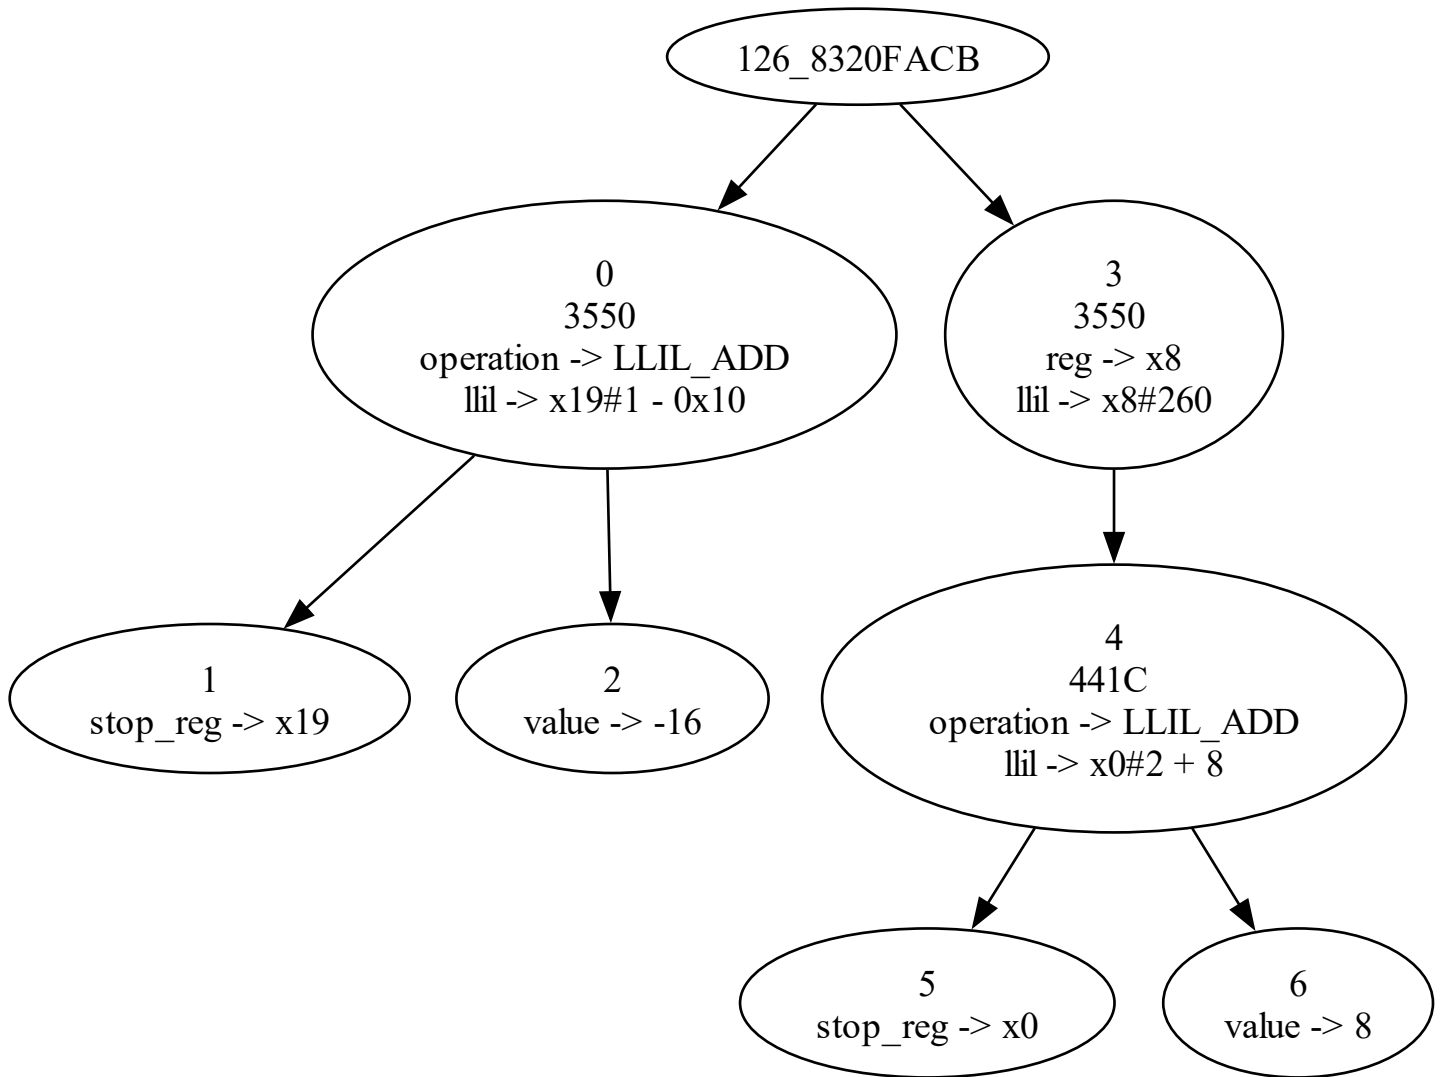 126_8320FACB
0
3550
operation -> LLIL_ADD
llil -> x19#1 - 0x10
3
3550
reg -> x8
llil -> x8#260
1
stop_reg -> x19
2
value -> -16
4
441C
operation -> LLIL_ADD
llil -> x0#2 + 8
5
stop_reg -> x0
6
value -> 8